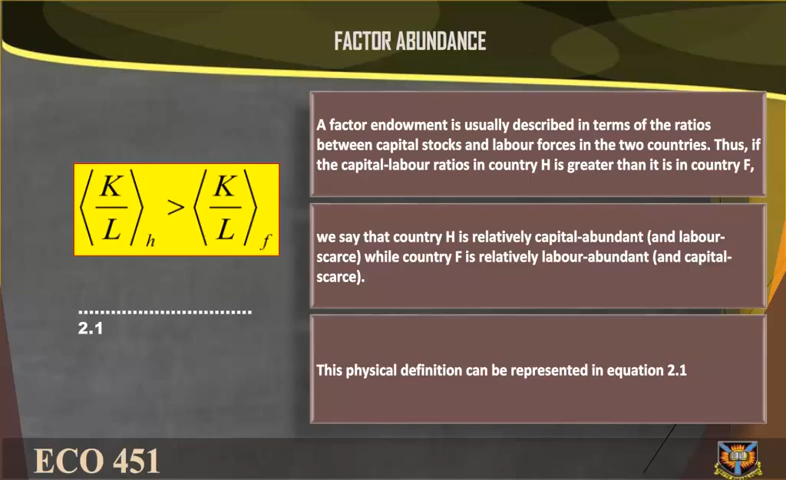 FACTOR ABUNDANCE
A factor endowment is usually described in terms of the ratios
between capital stocks and labour forces in the two countries. Thus, if
the capital-labour ratios in country H is greater than it is in country F,
⟨K/L⟩h > ⟨K/L⟩f
we say that country H is relatively capital-abundant (and labour-
scarce) while country F is relatively labour-abundant (and capital-
scarce).
................................
2.1
This physical definition can be represented in equation 2.1
ECO 451